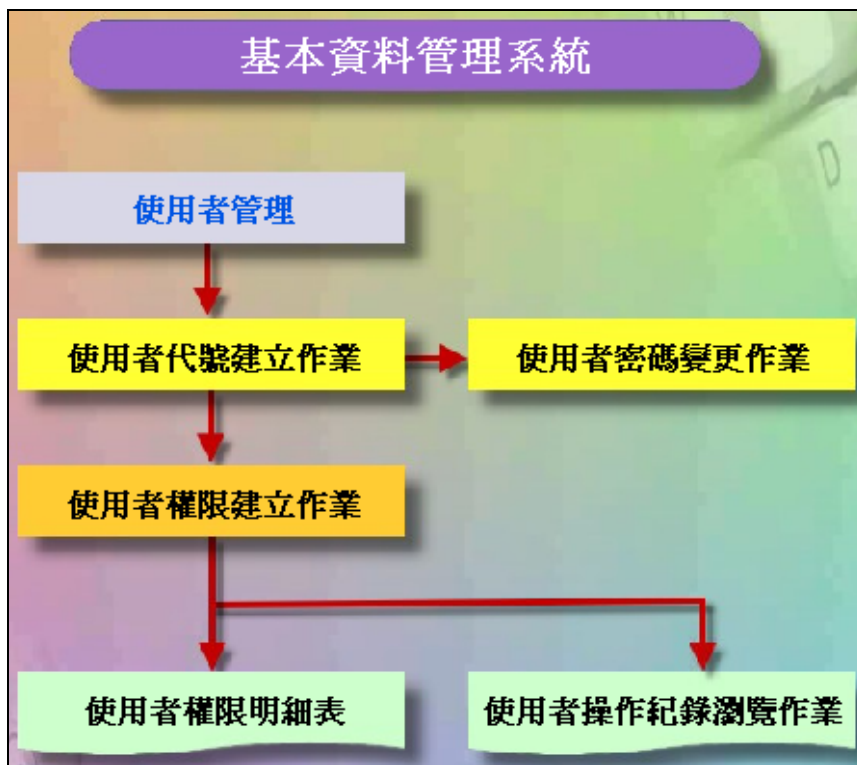 基本資料管理系統
使用者管理
使用者代號建立作業
使用者密碼變更作業
使用者權限建立作業
使用者權限明細表
使用者操作紀錄瀏覽作業
D